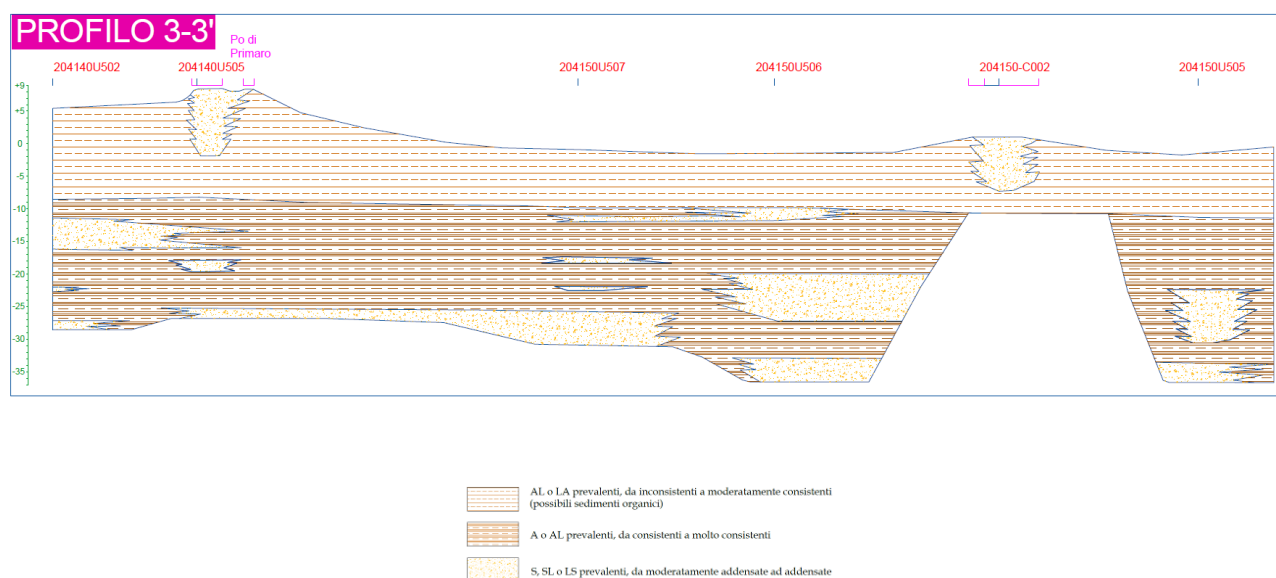 PROFILO 3-3'
Po di
Primaro
204140U502
204140U505
204150U507
204150U506
204150-C002
204150U505
+9
+5
0
-5
-10
-15
-20
-25
-30
-35
AL o LA prevalenti, da inconsistenti a moderatamente consistenti
(possibili sedimenti organici)
A o AL prevalenti, da consistenti a molto consistenti
S, SL o LS prevalenti, da moderatamente addensate ad addensate